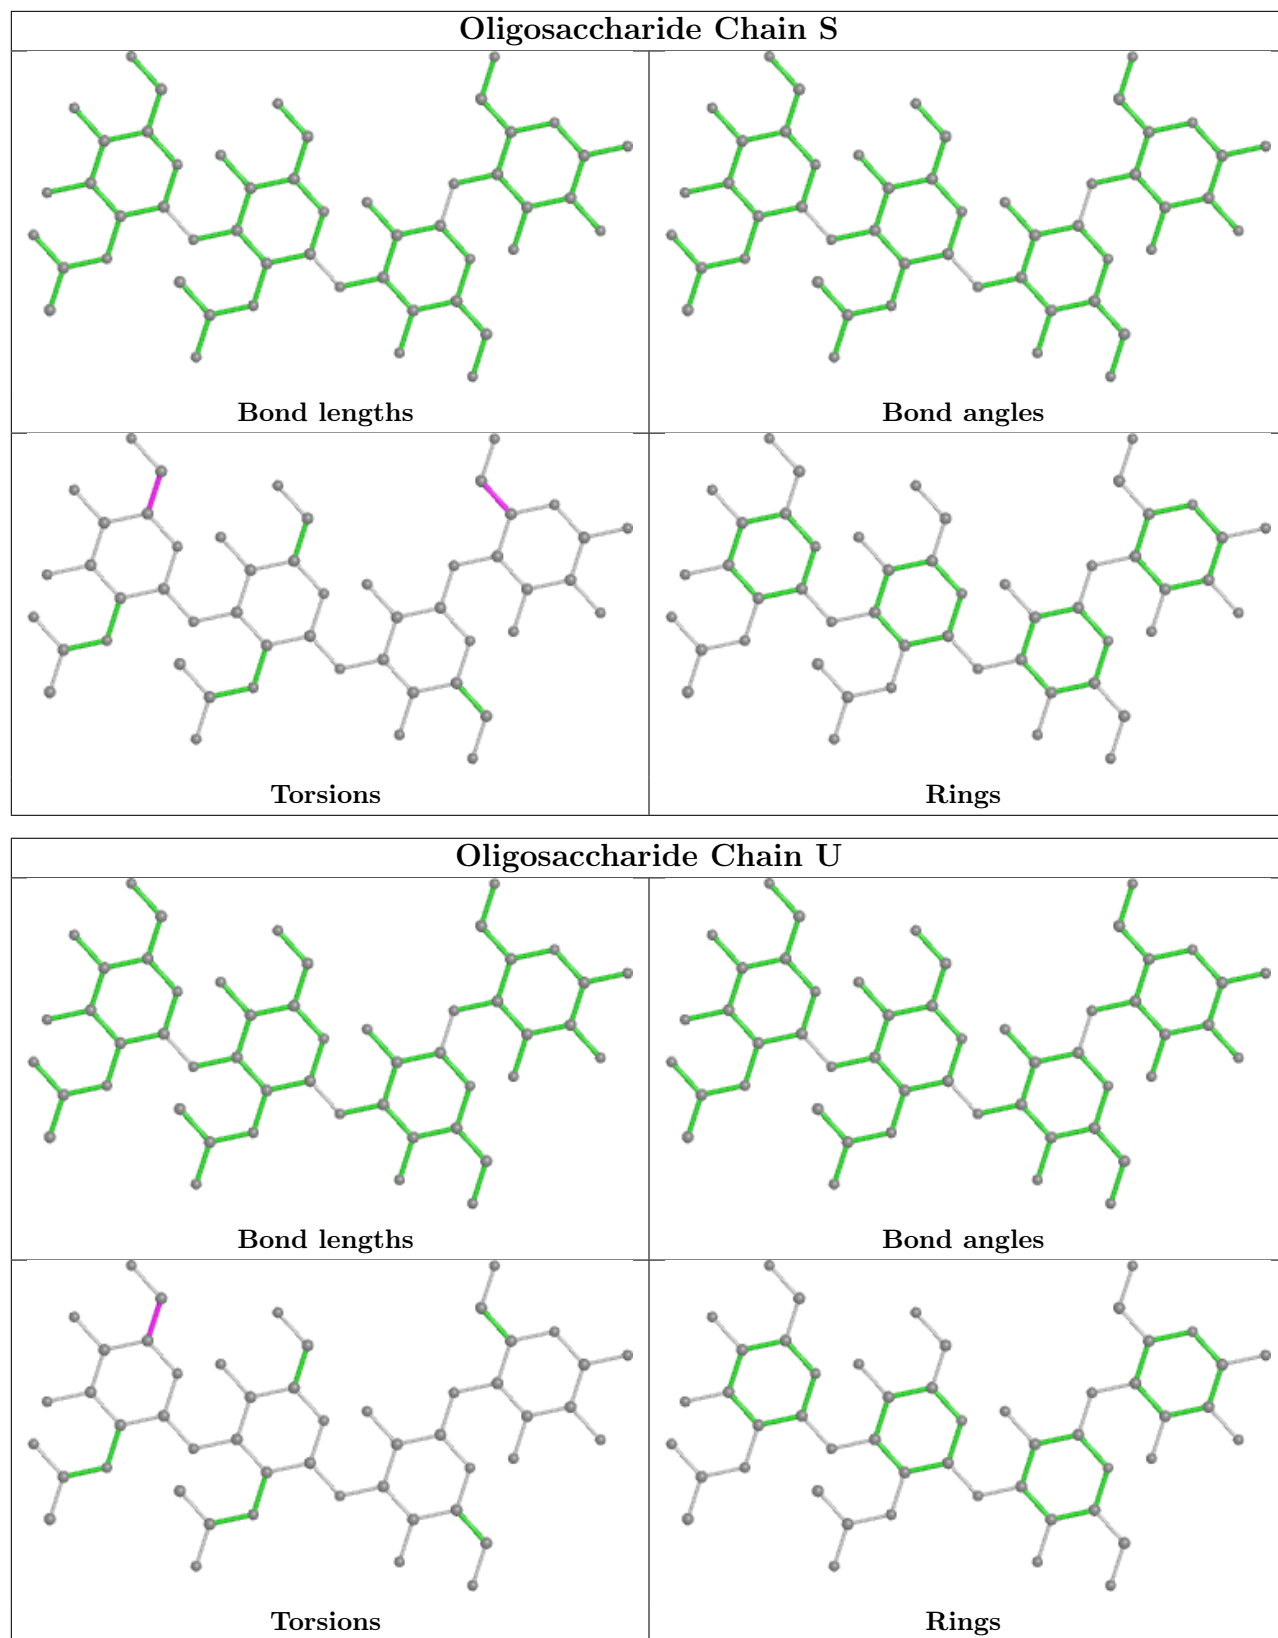 Oligosaccharide Chain S
Bond lengths
Bond angles
Torsions
Rings
Oligosaccharide Chain U
Bond lengths
Bond angles
Torsions
Rings